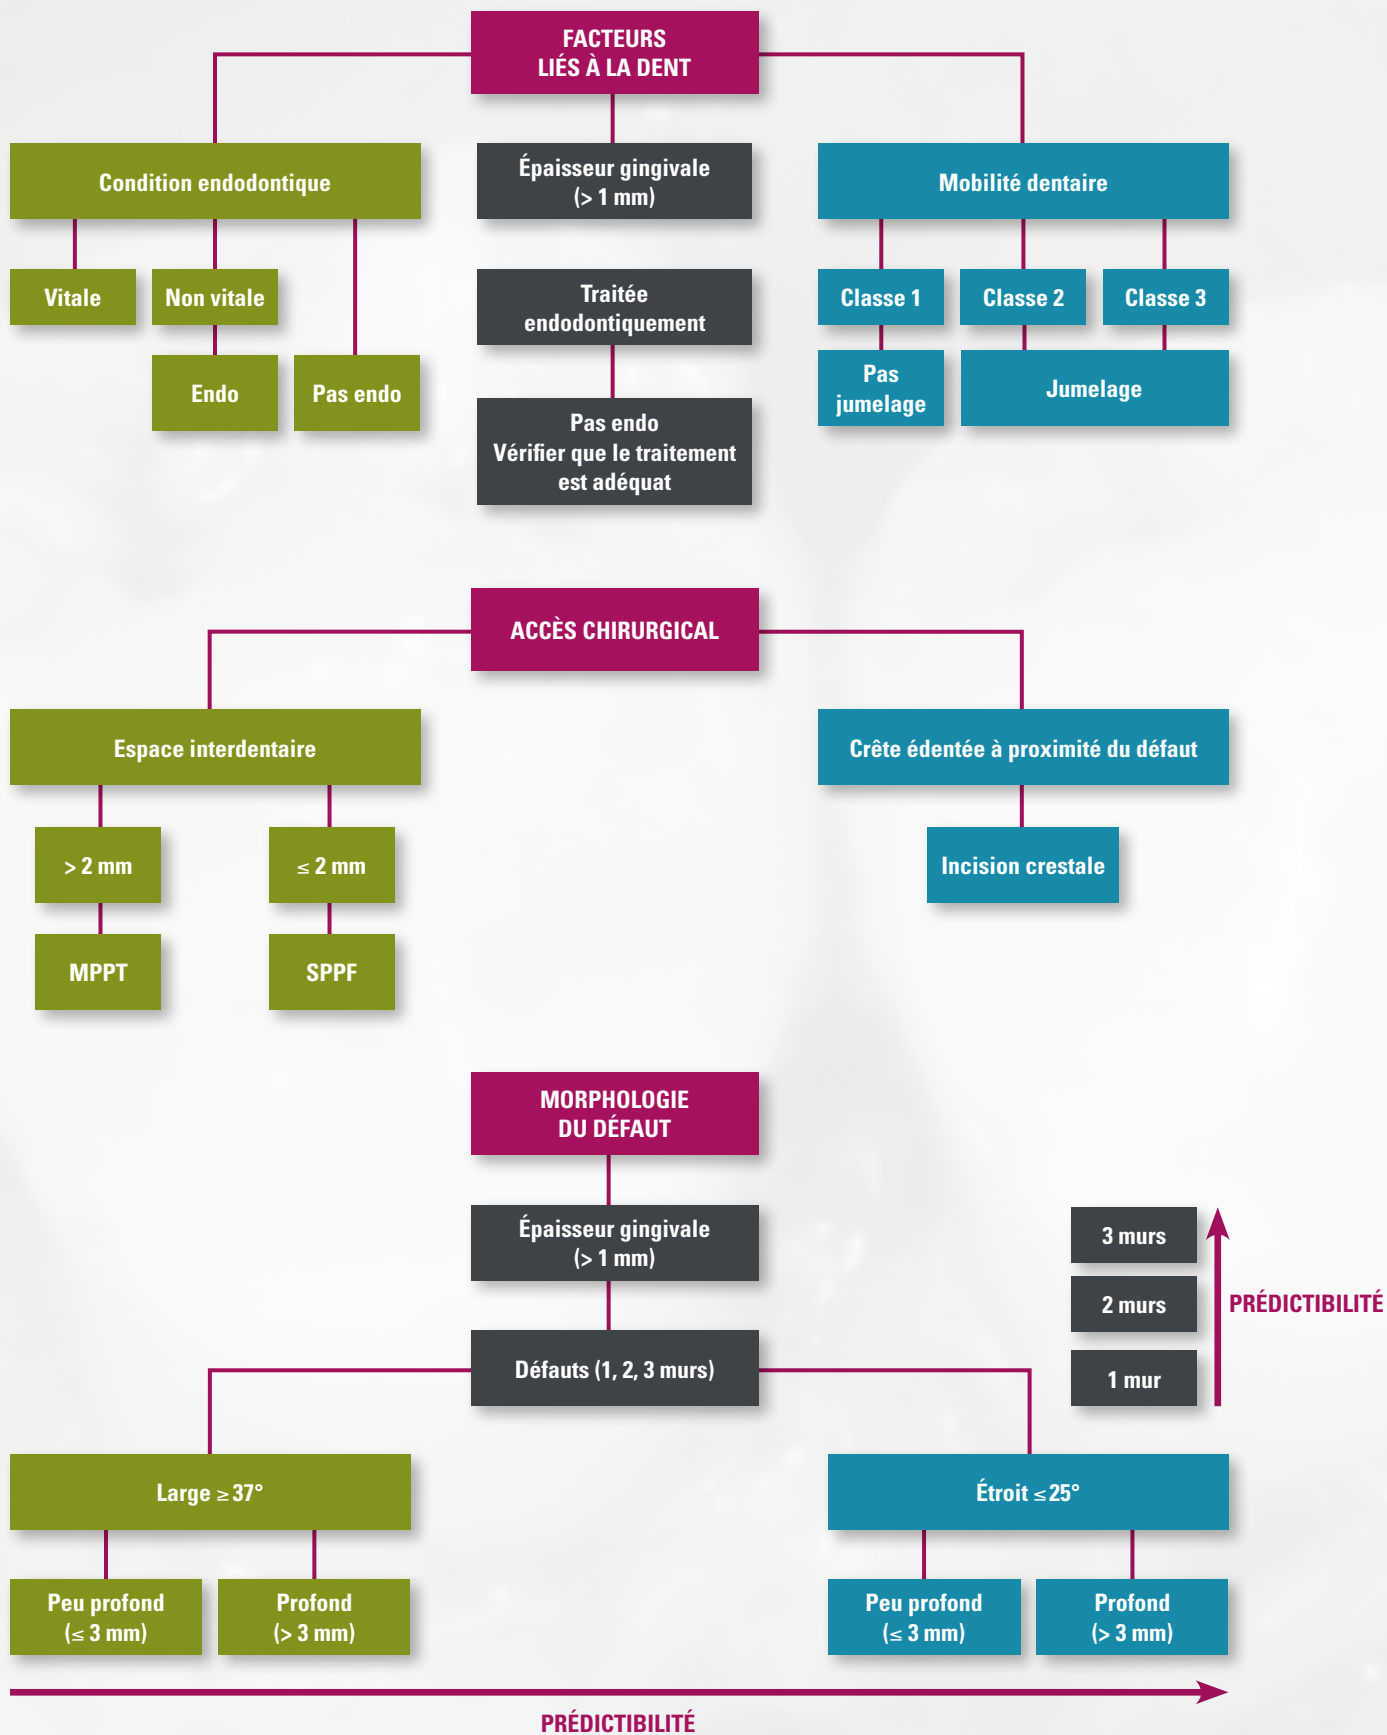 FACTEURS
LIÉS À LA DENT
Condition endodontique
Épaisseur gingivale
(> 1 mm)
Mobilité dentaire
Vitale
Non vitale
Traitée
endodontiquement
Classe 1
Classe 2
Classe 3
Endo
Pas endo
Pas endo
Vérifier que le traitement
est adéquat
Pas
jumelage
Jumelage
ACCÈS CHIRURGICAL
Espace interdentaire
Crête édentée à proximité du défaut
> 2 mm
≤ 2 mm
Incision crestale
MPPT
SPPF
MORPHOLOGIE
DU DÉFAUT
Épaisseur gingivale
(> 1 mm)
3 murs
2 murs
PRÉDICTIBILITÉ
1 mur
Défauts (1, 2, 3 murs)
Large ≥ 37°
Étroit ≤ 25°
Peu profond
(≤ 3 mm)
Profond
(> 3 mm)
Peu profond
(≤ 3 mm)
Profond
(> 3 mm)
PRÉDICTIBILITÉ